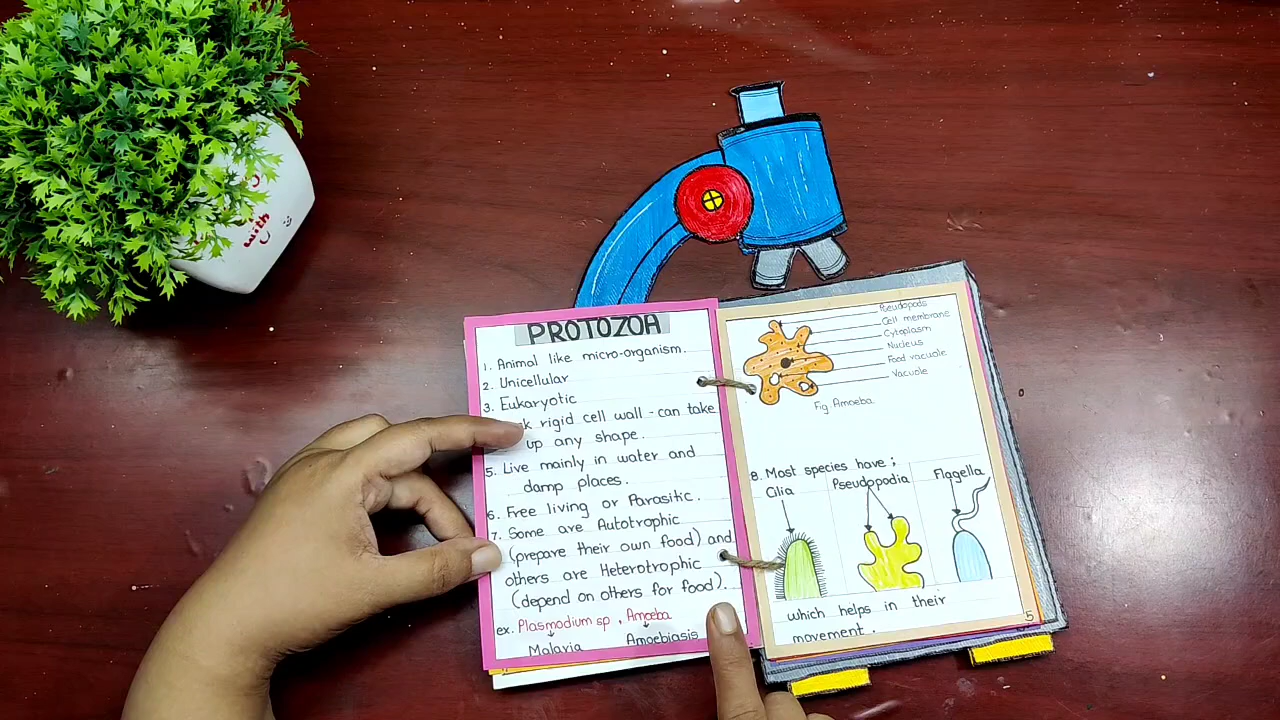 with
PROTOZOA
1. Animal like micro-organism.
2. Unicellular
3. Eukaryotic
rigid cell wall - can take
up any shape.
5. Live mainly in water and
damp places.
6. Free living or Parasitic.
7. Some are Autotrophic
(prepare their own food) and
others are Heterotrophic
(depend on others for food).
ex. Plasmodium sp , Amoeba
Malavia Amoebiasis
Pseudopods
Cell membrane
Cytoplasm
Nucleus
Food vacuole
Vacuole
Fig Amoeba
8. Most species have ;
Cilia Pseudopodia Flagella
which helps in their
movement.
5